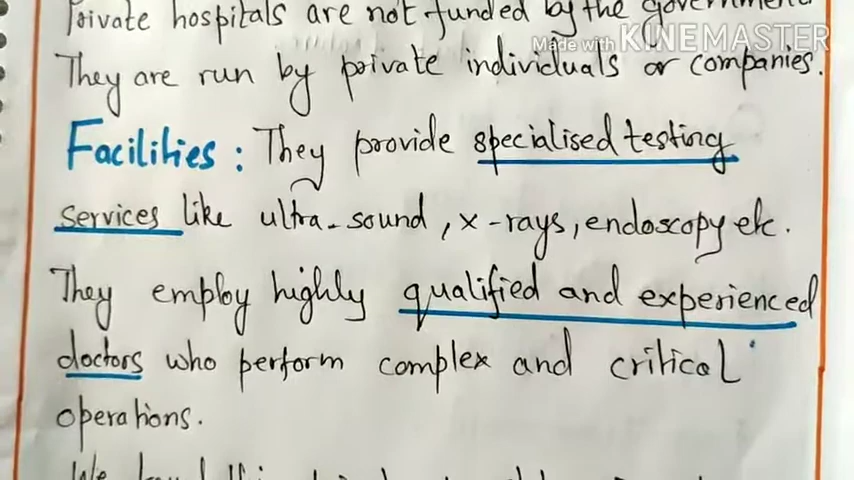 Private hospitals are not funded by the government
Made with KINEMASTER
They are run by private individuals or companies.
Facilities: They provide specialised testing
services like ultra-sound, x-rays, endoscopy etc.
They employ highly qualified and experienced
doctors who perform complex and critical
operations.
We